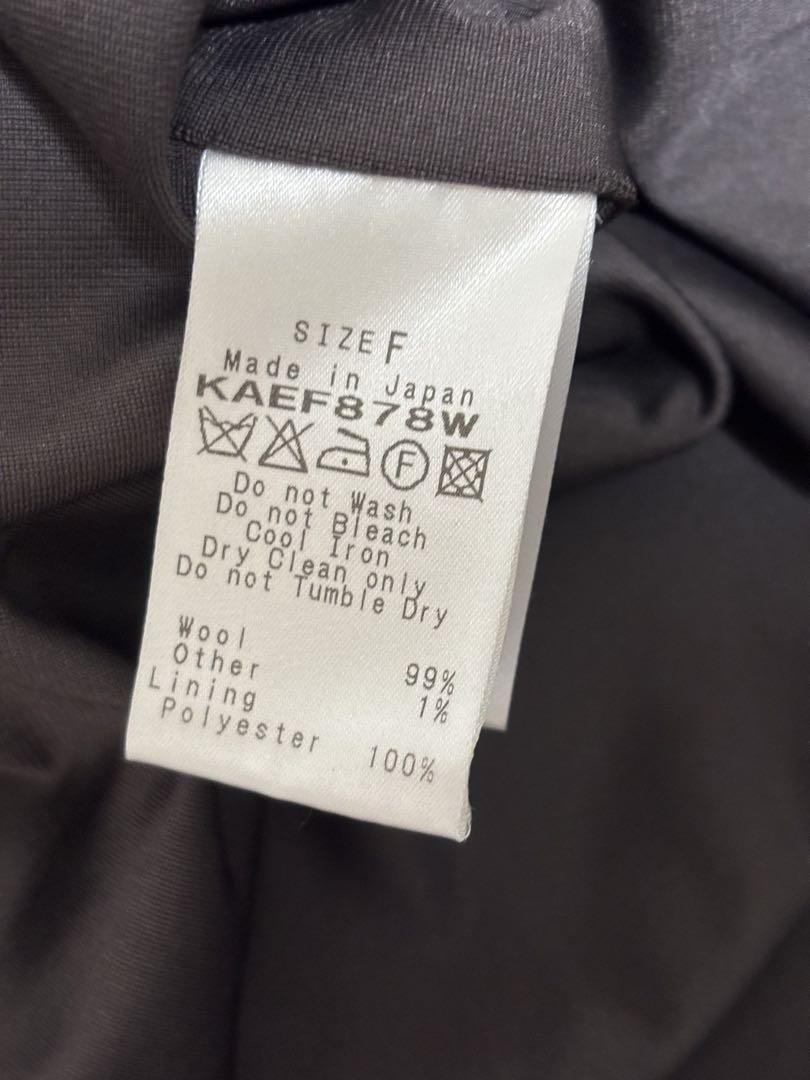 SIZE F
Made in Japan
KAEF878W
F
Do not Wash
Do not Bleach
Cool Iron
Dry Clean only
Do not Tumble Dry
Wool 99%
Other 1%
Lining
Polyester 100%